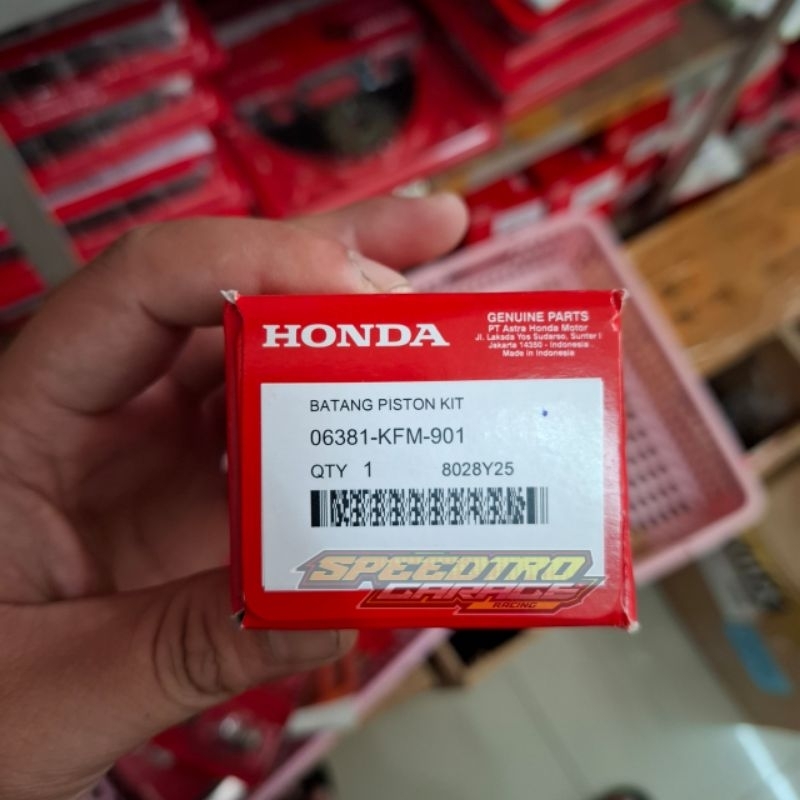 HONDA
GENUINE PARTS
PT Astra Honda Motor
Jl. Laksda Yos Sudarso, Sunter I
Jakarta 14350 - Indonesia
Made in Indonesia
BATANG PISTON KIT
06381-KFM-901
QTY 1 8028Y25
SPEEDTRO
GARAGE
RACING